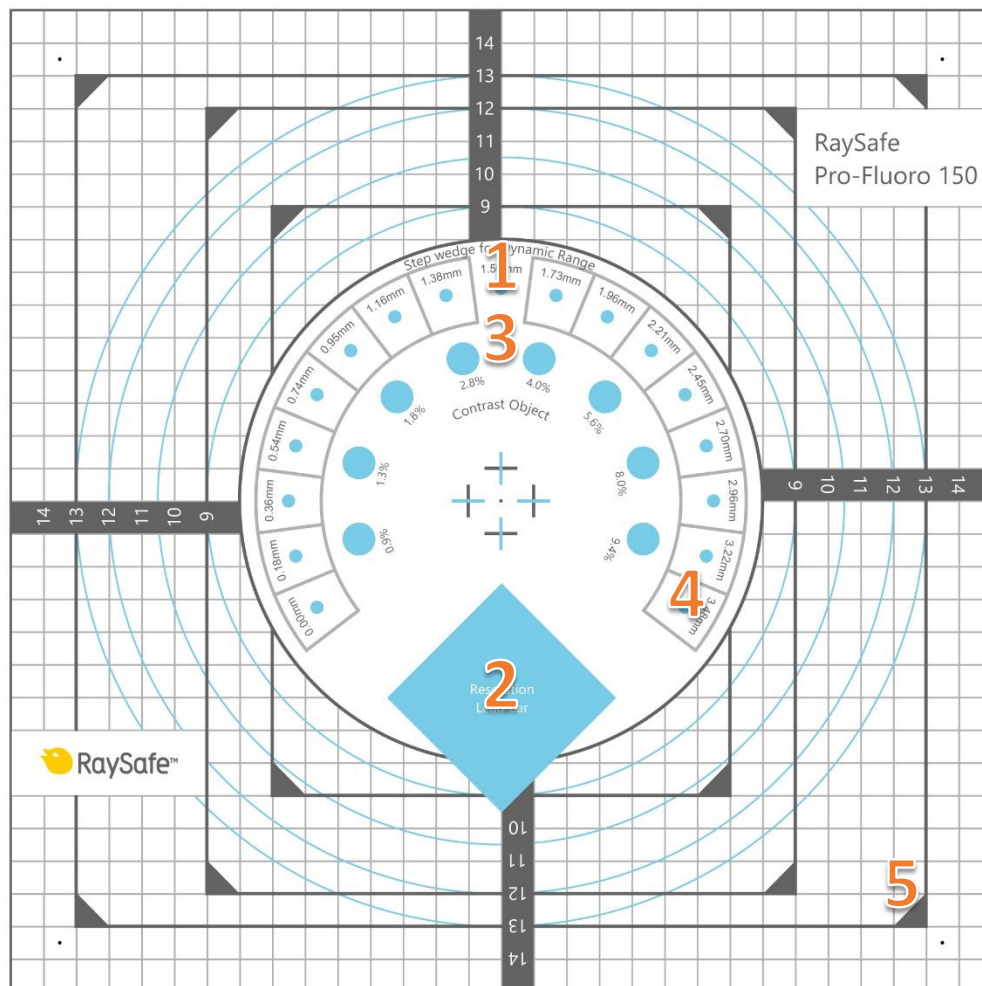 14
13
12
11
10
9
RaySafe
Pro-Fluoro 150
1
Step wedge for Dynamic Range
0.00mm
0.18mm
0.36mm
0.54mm
0.74mm
0.95mm
1.16mm
1.38mm
1.73mm
1.96mm
2.21mm
2.45mm
2.70mm
2.96mm
3.22mm
3.48mm
3
0.9%
1.3%
1.8%
2.8%
4.0%
5.6%
8.0%
9.4%
Contrast Object
14 13 12 11 10 9
9 10 11 12 13 14
4
2
RaySafe™
10
11
12
13
14
5